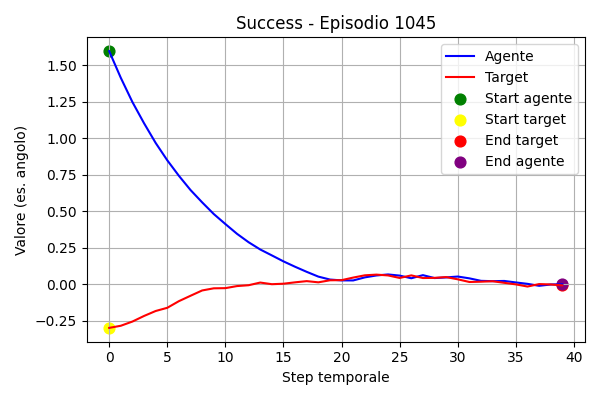 Success - Episodio 1045
Valore (es. angolo)
1.50
1.25
1.00
0.75
0.50
0.25
0.00
−0.25
Agente
Target
Start agente
Start target
End target
End agente
0 5 10 15 20 25 30 35 40
Step temporale